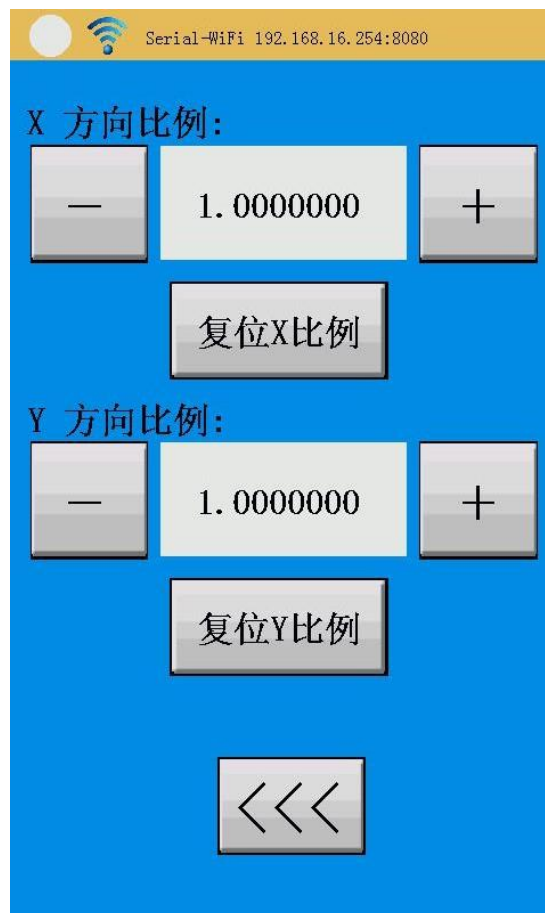 Serial-WiFi 192.168.16.254:8080
X 方向比例:
－ 1.0000000 ＋
复位X比例
Y 方向比例:
－ 1.0000000 ＋
复位Y比例
<<<